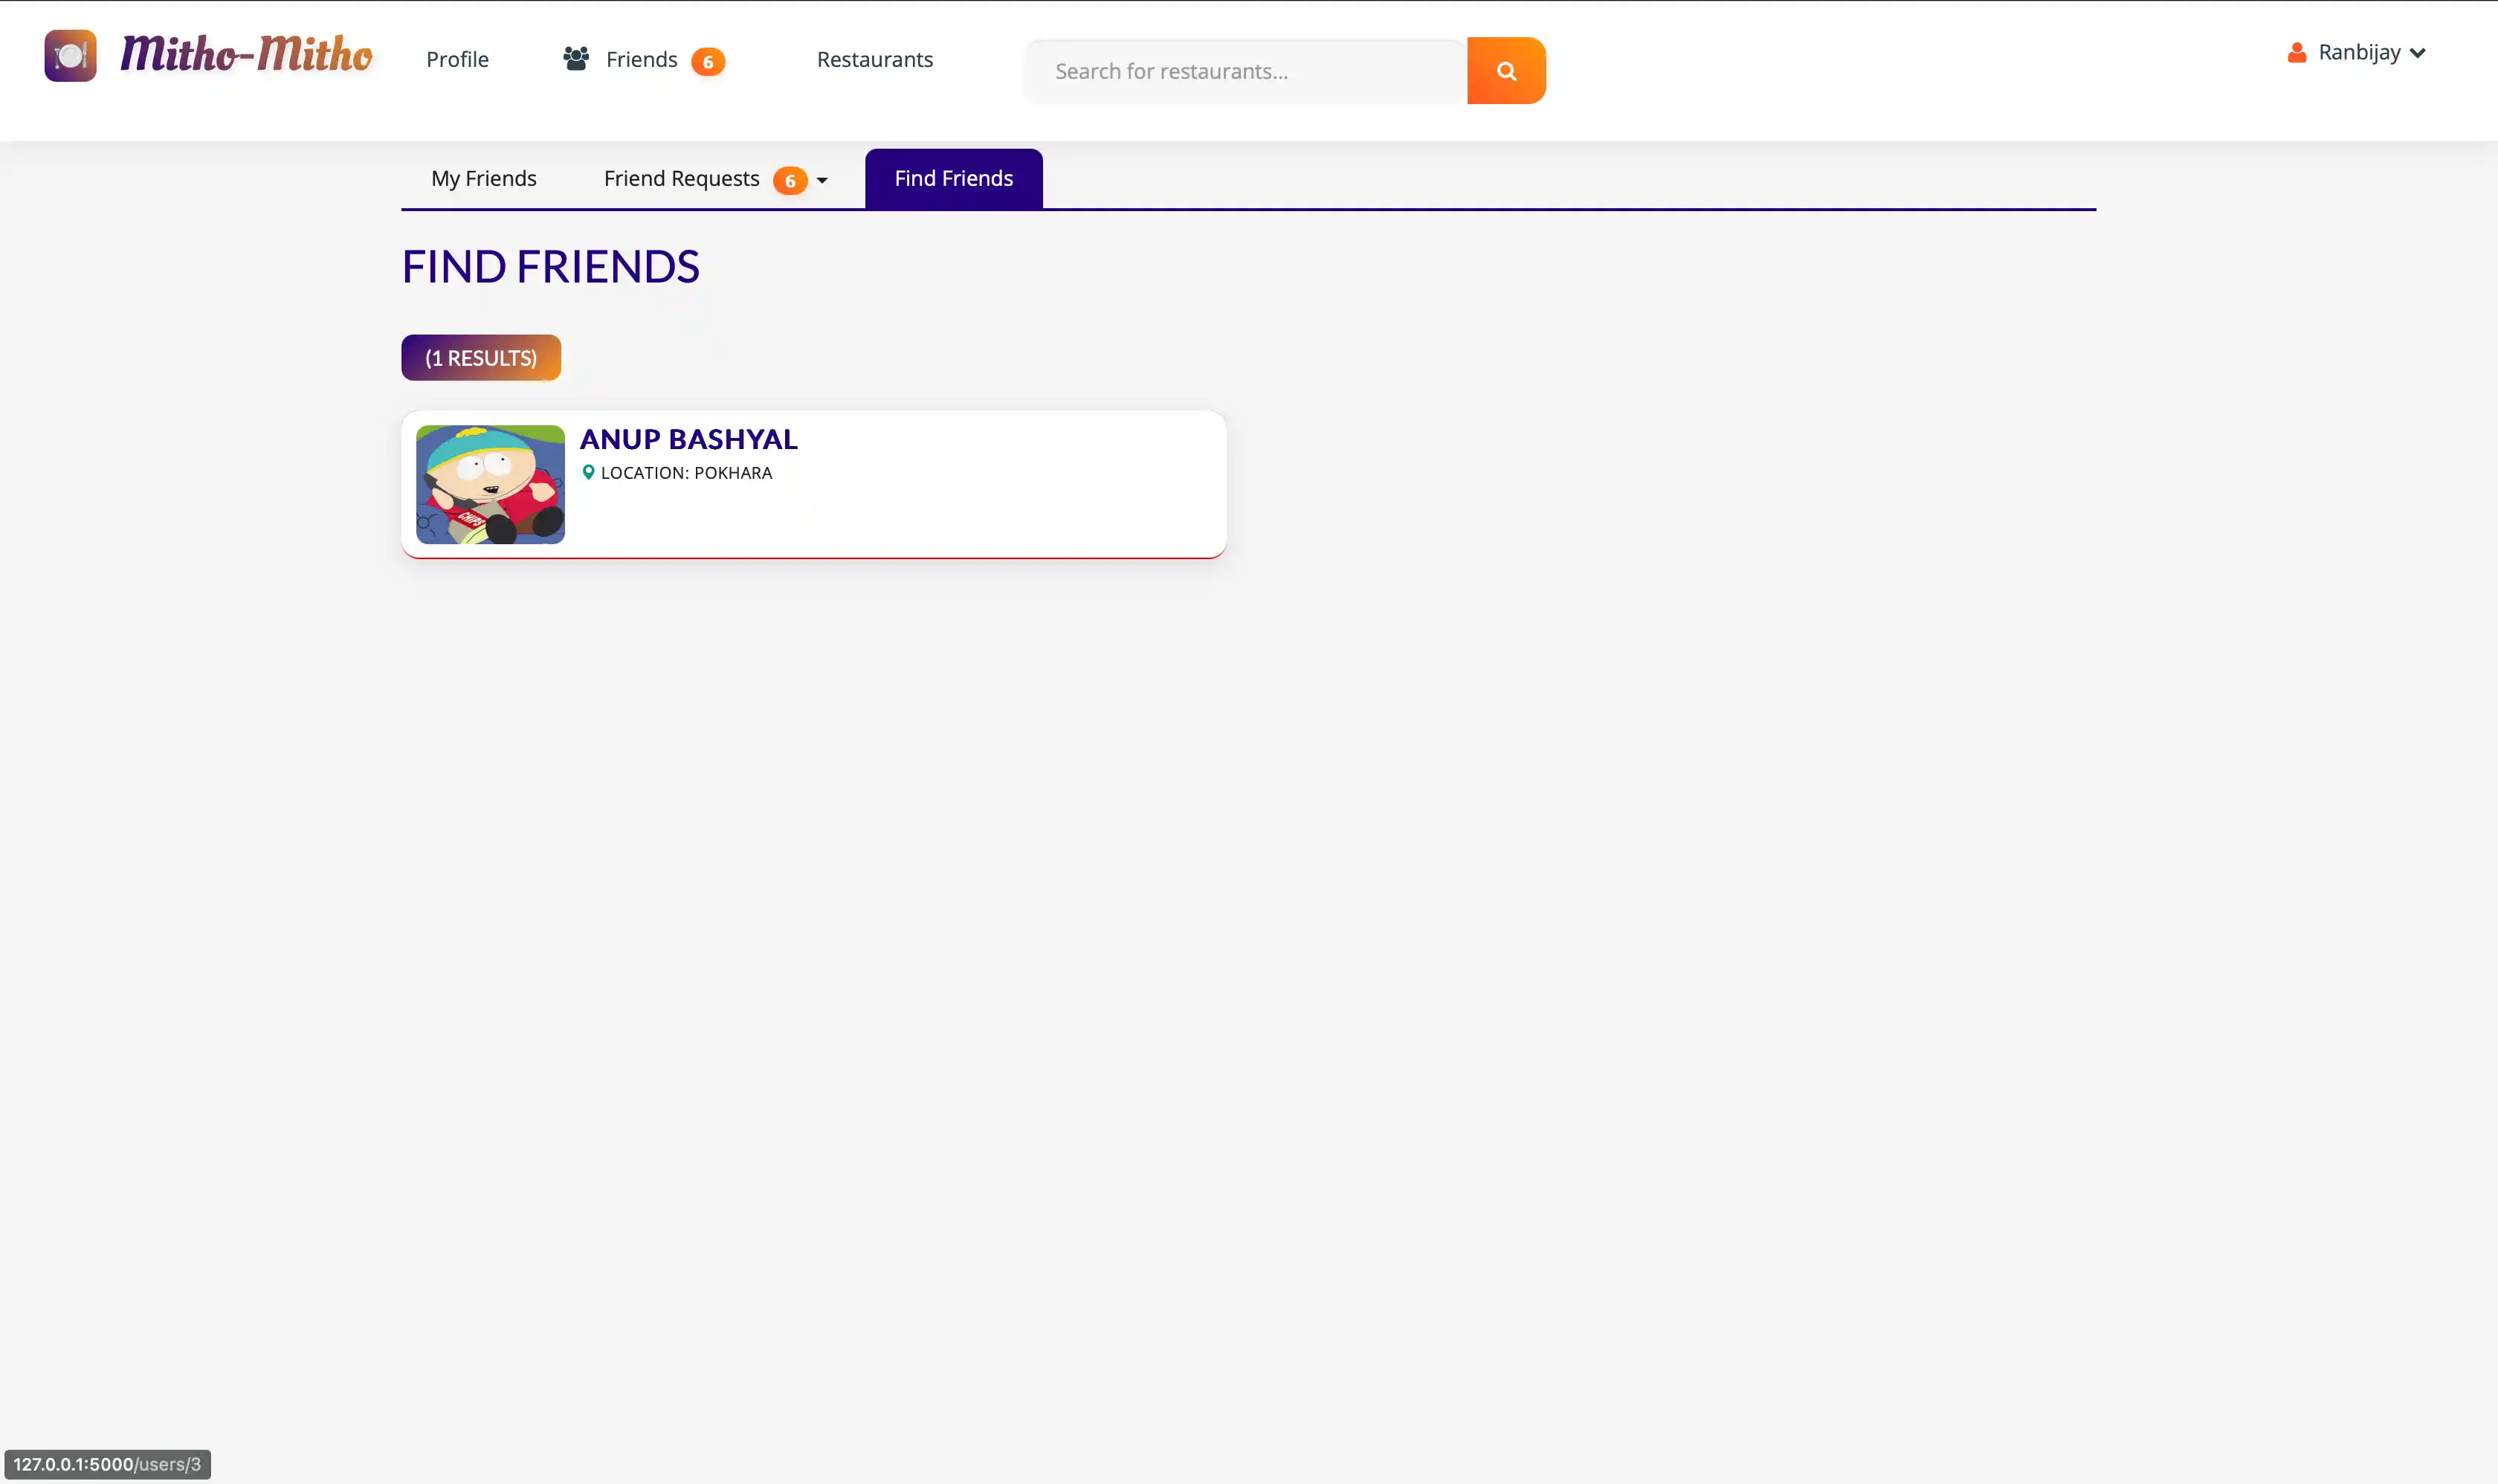 Mitho-Mitho
Profile
Friends 6
Restaurants
Search for restaurants...
Ranbijay
My Friends
Friend Requests 6
Find Friends
FIND FRIENDS
(1 RESULTS)
ANUP BASHYAL
LOCATION: POKHARA
CHIPS
127.0.0.1:5000/users/3